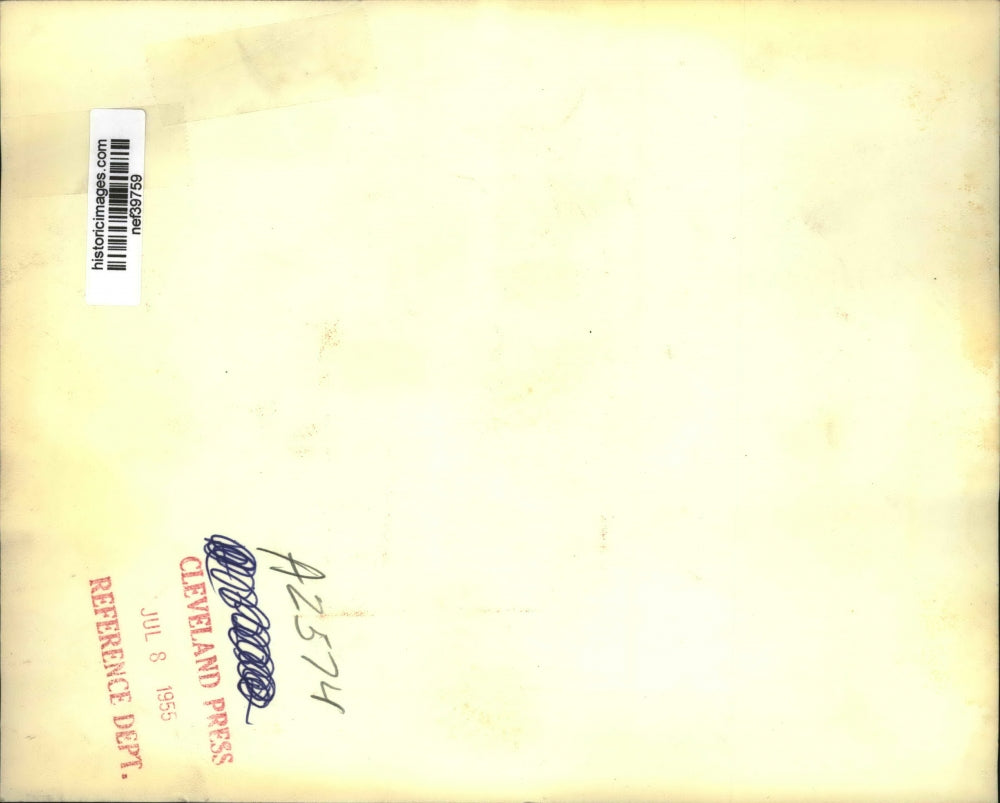 historicimages.com
nef39759
A2574
CLEVELAND PRESS
JUL 8 1955
REFERENCE DEPT.